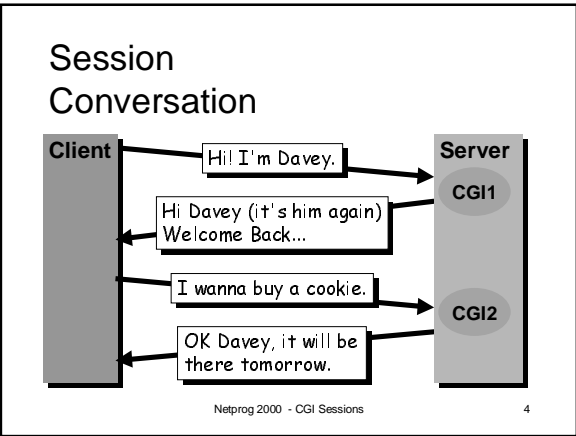 Session
Conversation
Client
Hi! I'm Davey.
Server
CGI1
Hi Davey (it's him again)
Welcome Back...
I wanna buy a cookie.
CGI2
OK Davey, it will be
there tomorrow.
Netprog 2000 - CGI Sessions
4